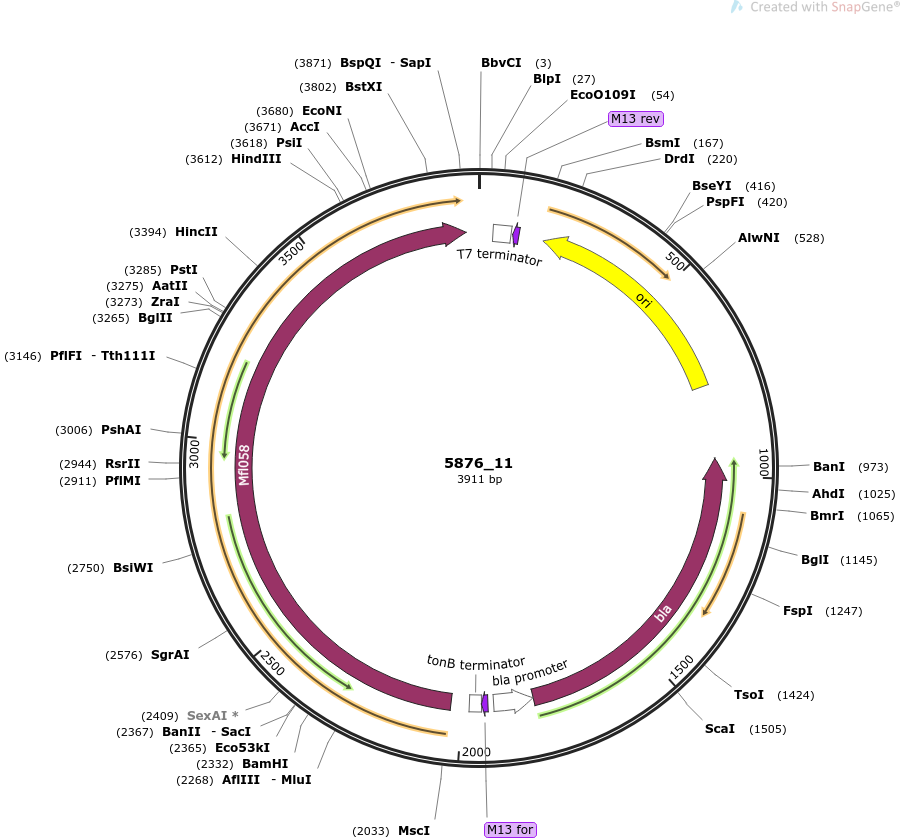 Created with SnapGene®
(3871) BspQI - SapI
BbvCI (3)
(3802) BstXI
BlpI (27)
EcoO109I (54)
(3680) EcoNI
M13 rev
(3671) AccI
(3618) PsiI
BsmI (167)
(3612) HindIII
DrdI (220)
BseYI (416)
PspFI (420)
(3394) HincII
AlwNI (528)
T7 terminator
3500
500
(3285) PstI
(3275) AatII
(3273) ZraI
(3265) BglII
ori
(3146) PflFI - Tth111I
(3006) PshAI
3000
Mfl058
1000
(2944) RsrII
(2911) PflMI
5876_11
3911 bp
BanI (973)
AhdI (1025)
BmrI (1065)
(2750) BsiWI
BglI (1145)
FspI (1247)
bla
(2576) SgrAI
2500
tonB terminator
bla promoter
1500
TsoI (1424)
(2409) SexAI *
(2367) BanII - SacI
ScaI (1505)
(2365) Eco53kI
2000
(2332) BamHI
(2268) AflIII - MluI
(2033) MscI
M13 for